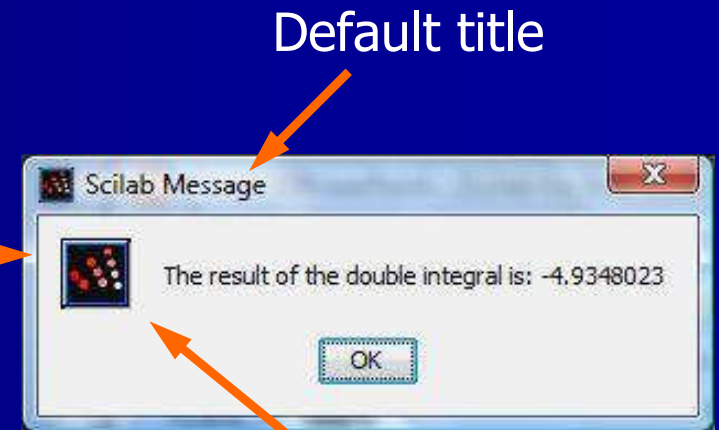 Default title
Scilab Message
The result of the double integral is: -4.9348023
OK